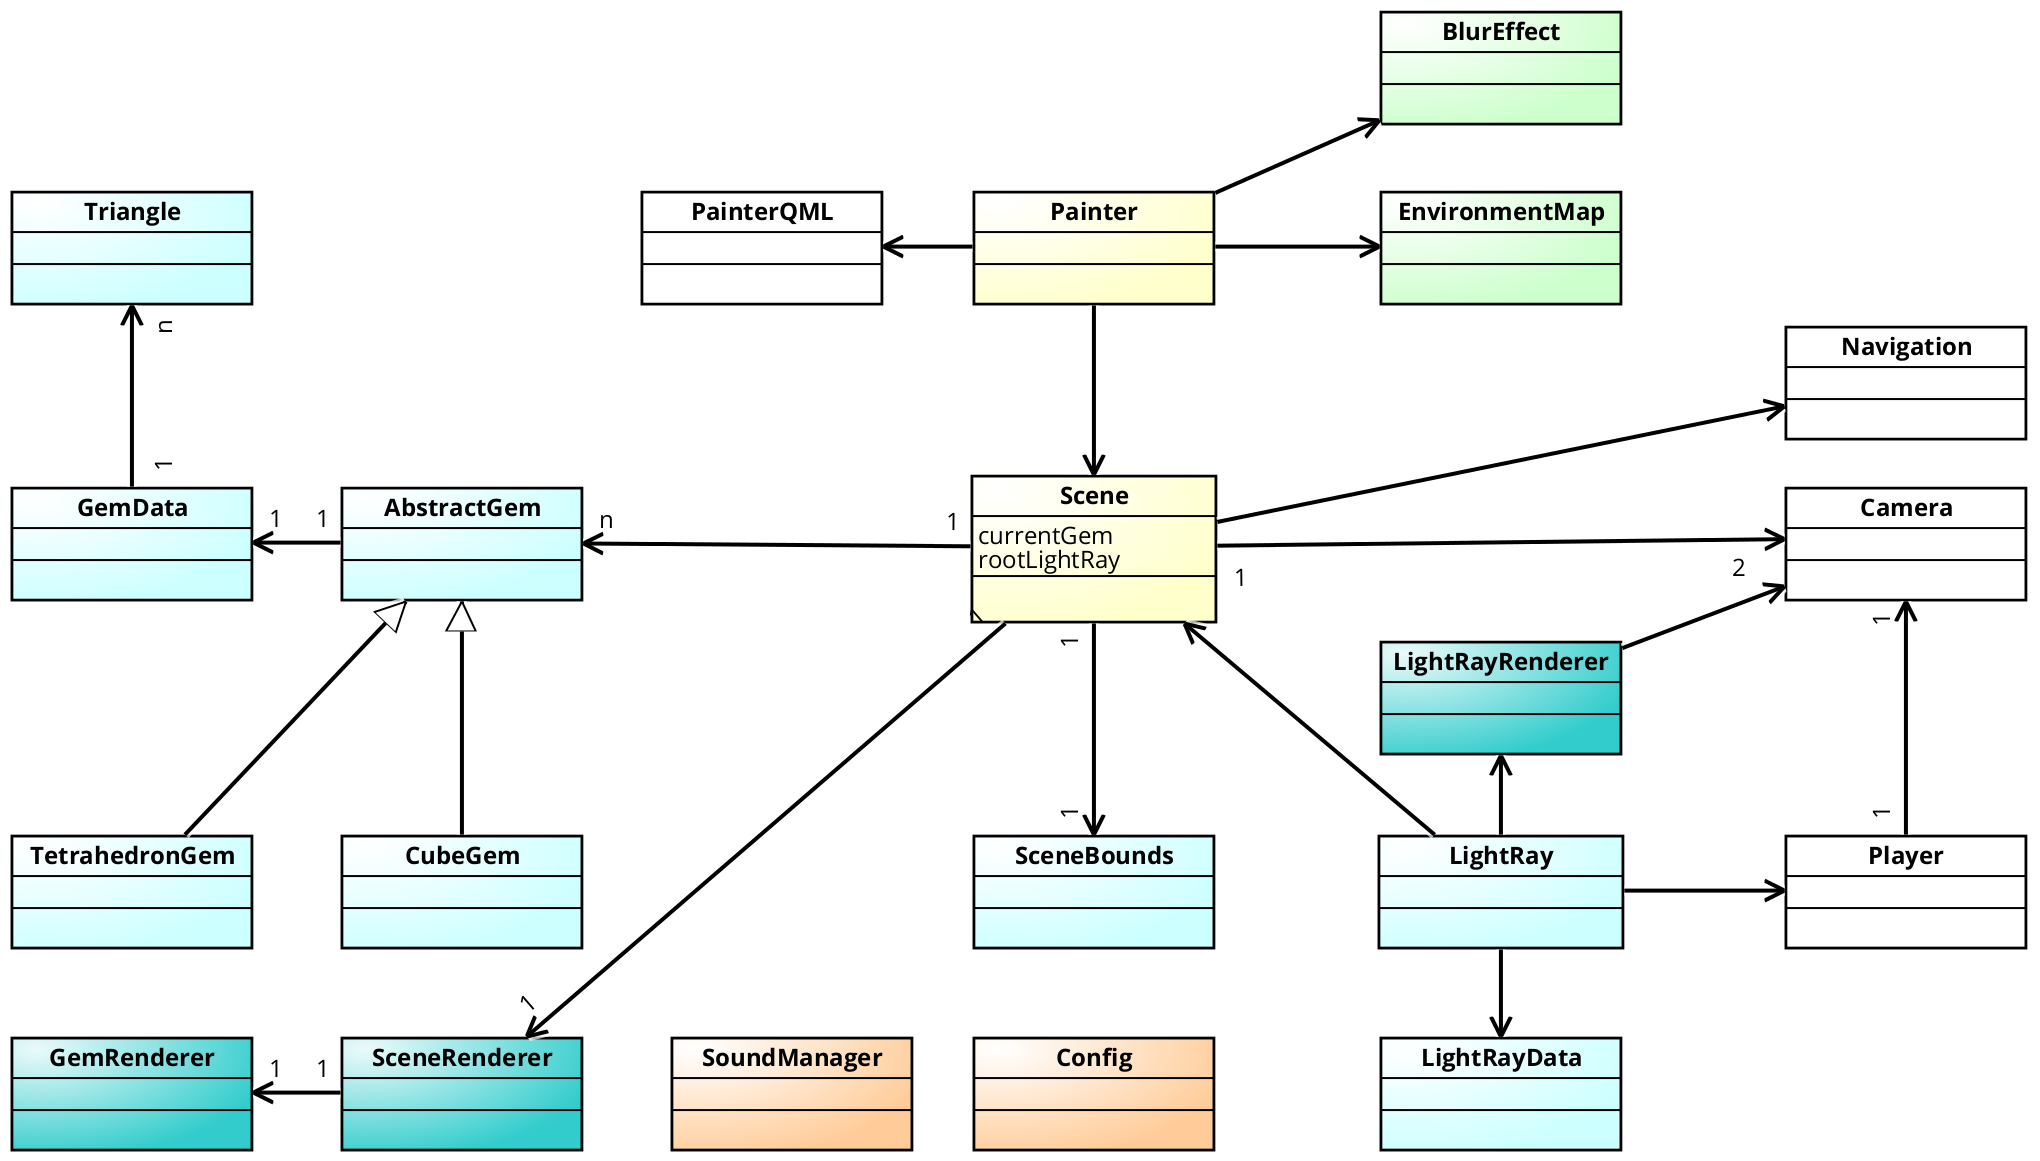 BlurEffect
Triangle
PainterQML
Painter
EnvironmentMap
n
Navigation
1
GemData
1
1
AbstractGem
n
1
Scene
currentGem
rootLightRay
1
2
Camera
1
1
LightRayRenderer
1
1
TetrahedronGem
CubeGem
SceneBounds
LightRay
Player
1
GemRenderer
1
1
SceneRenderer
SoundManager
Config
LightRayData